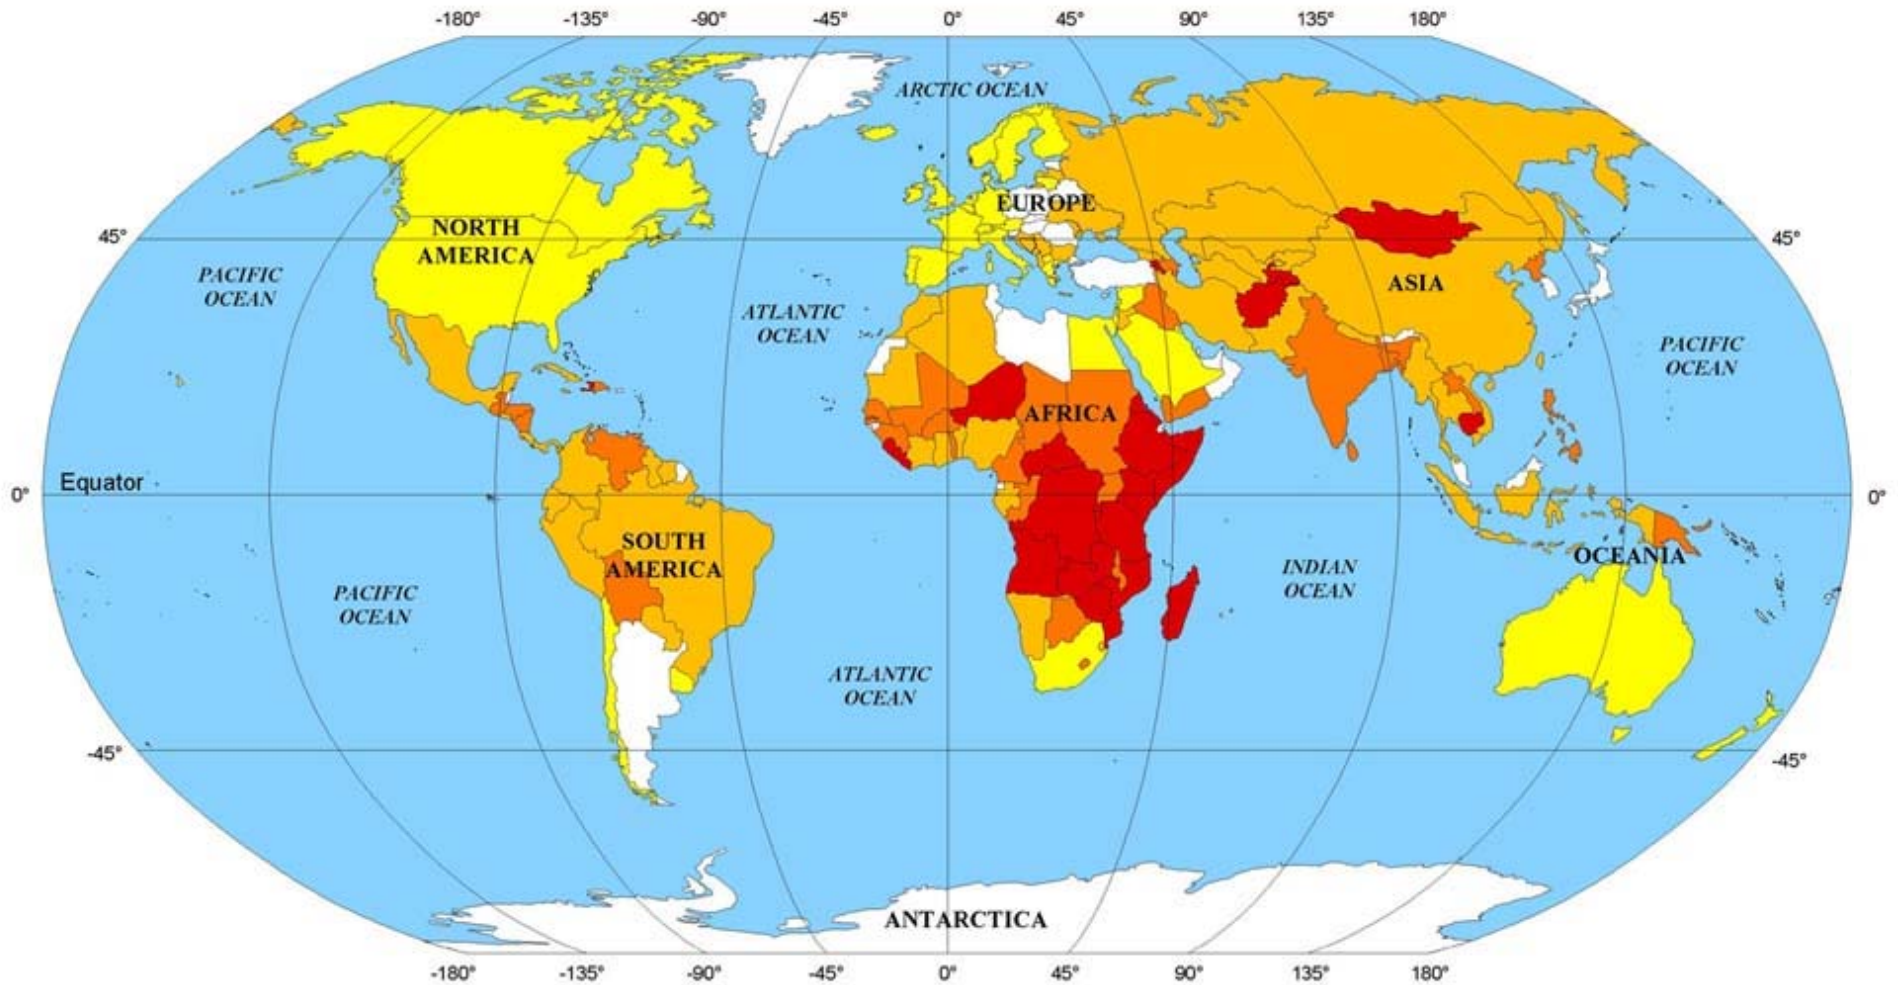 -180° -135° -90° -45° 0° 45° 90° 135° 180°
ARCTIC OCEAN
EUROPE
NORTH
AMERICA
45°
45°
PACIFIC
OCEAN
ASIA
ATLANTIC
OCEAN
PACIFIC
OCEAN
AFRICA
Equator
0°
0°
SOUTH
AMERICA
OCEANIA
INDIAN
OCEAN
PACIFIC
OCEAN
ATLANTIC
OCEAN
-45°
-45°
ANTARCTICA
-180° -135° -90° -45° 0° 45° 90° 135° 180°